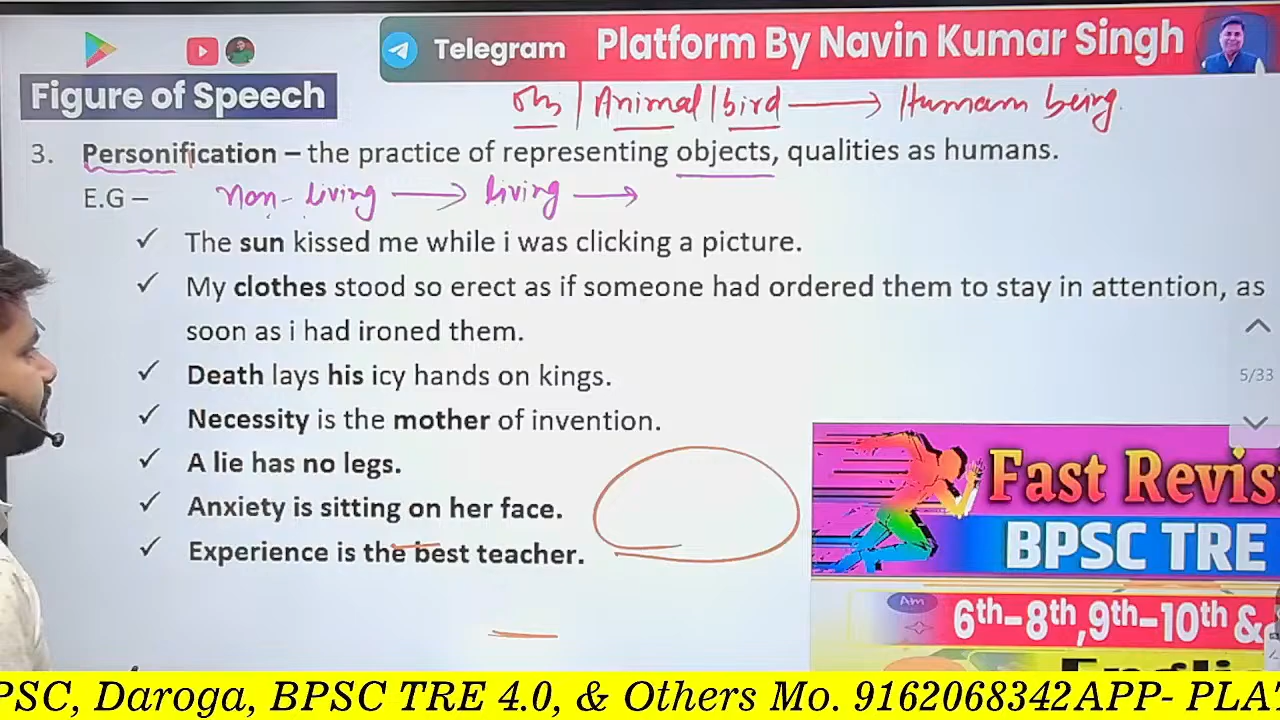 Telegram Platform By Navin Kumar Singh
Figure of Speech
Obj | Animal | bird → Humam being.
3. Personification – the practice of representing objects, qualities as humans.
E.G –
Non-living → living →
✓ The sun kissed me while i was clicking a picture.
✓ My clothes stood so erect as if someone had ordered them to stay in attention, as
soon as i had ironed them.
✓ Death lays his icy hands on kings.
5/33
✓ Necessity is the mother of invention.
✓ A lie has no legs.
✓ Anxiety is sitting on her face.
✓ Experience is the best teacher.
Fast Revis
BPSC TRE
Am
6th–8th, 9th–10th &
PSC, Daroga, BPSC TRE 4.0, & Others Mo. 9162068342APP- PLA